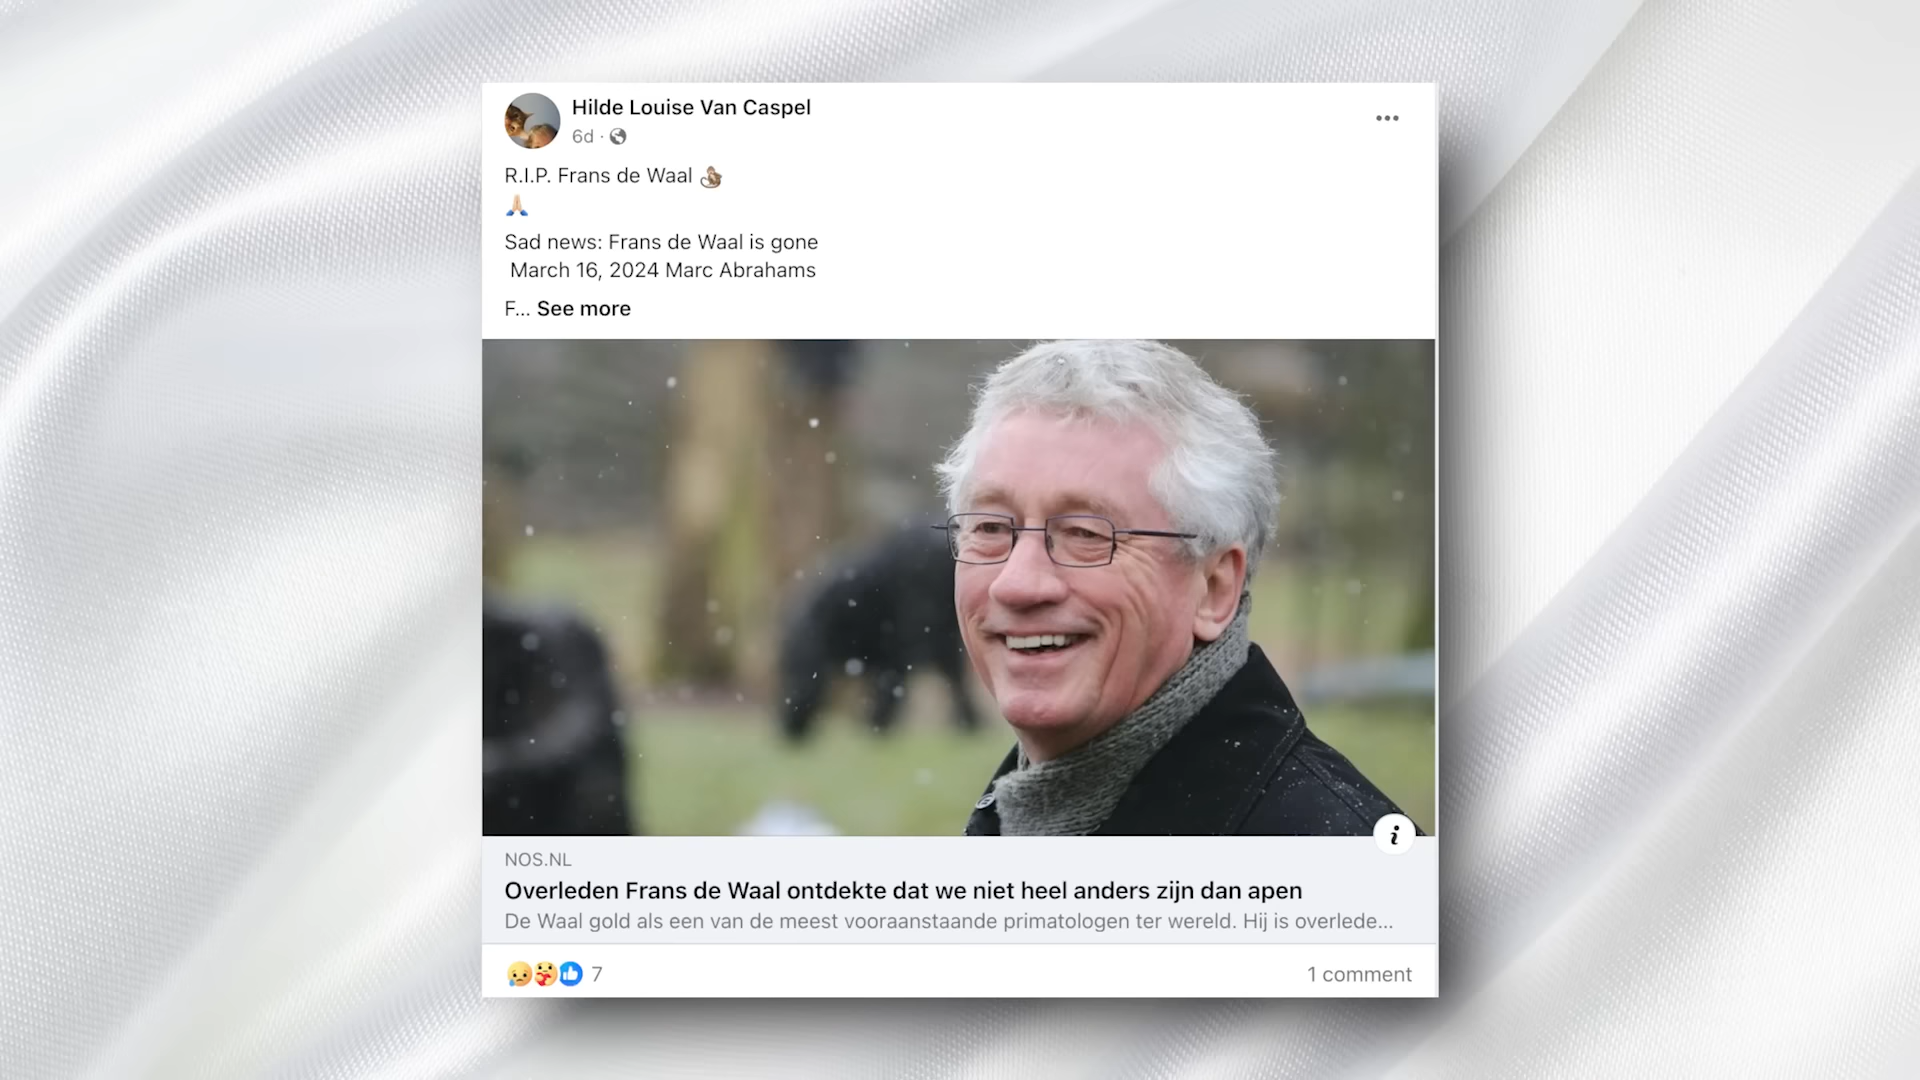 Hilde Louise Van Caspel
6d ·
R.I.P. Frans de Waal 🐒
🙏🏼
Sad news: Frans de Waal is gone
March 16, 2024 Marc Abrahams
F... See more
NOS.NL
Overleden Frans de Waal ontdekte dat we niet heel anders zijn dan apen
De Waal gold als een van de meest vooraanstaande primatologen ter wereld. Hij is overlede...
7
1 comment